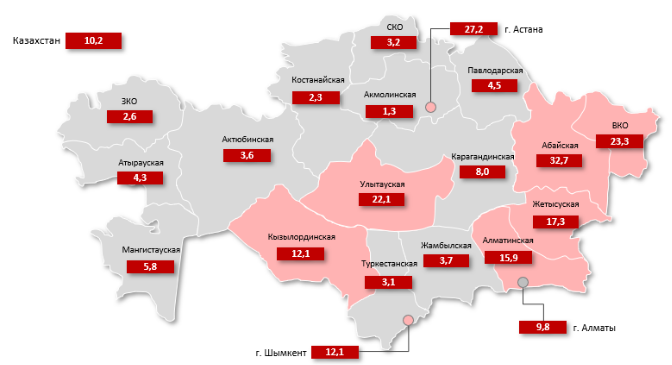 СКО
3,2
27,2 г. Астана
Казахстан 10,2
Павлодарская
4,5
Костанайская
2,3
Акмолинская
1,3
ЗКО
2,6
ВКО
23,3
Актюбинская
3,6
Абайская
32,7
Карагандинская
8,0
Атырауская
4,3
Улытауская
22,1
Жетысуская
17,3
Кызылординская
12,1
Жамбылская
3,7
Алматинская
15,9
Мангистауская
5,8
Туркестанская
3,1
9,8 г. Алматы
г. Шымкент 12,1